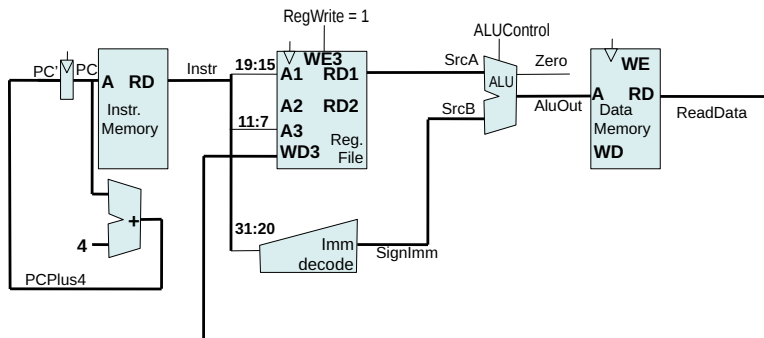 RegWrite = 1
ALUControl
PC'
PC
A RD
Instr.
Memory
Instr
19:15
WE3
A1 RD1
A2 RD2
11:7
A3
Reg.
WD3
File
SrcA
ALU
Zero
SrcB
AluOut
WE
A RD
Data
Memory
WD
ReadData
+
4
PCPlus4
31:20
Imm
decode
SignImm